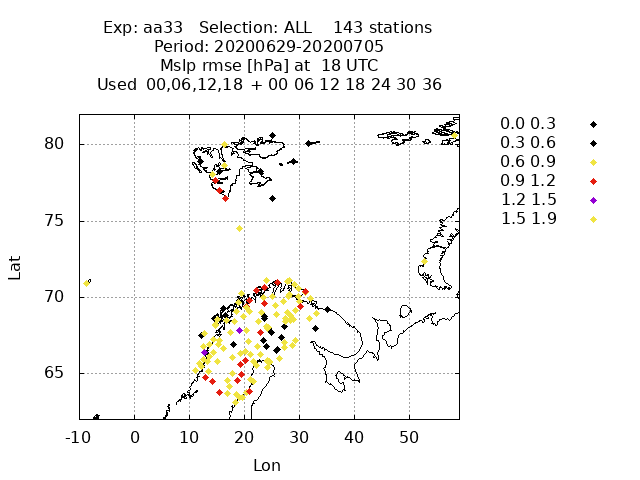 Exp: aa33   Selection: ALL    143 stations
Period: 20200629-20200705
Mslp rmse [hPa] at  18 UTC
Used  00,06,12,18  + 00 06 12 18 24 30 36
0.0 0.3
0.3 0.6
0.6 0.9
0.9 1.2
1.2 1.5
1.5 1.9
80
75
70
65
Lat
-10 0 10 20 30 40 50
Lon